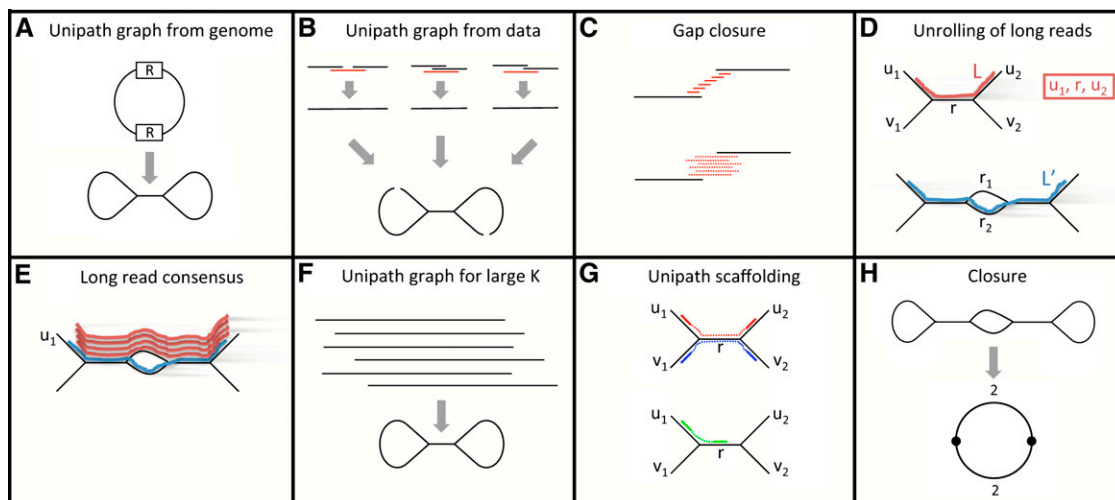 A Unipath graph from genome
R
R
B Unipath graph from data
C Gap closure
D Unrolling of long reads
u1 L u2
u1, r, u2
r
v1 v2
r1 L’
r2
E Long read consensus
u1
F Unipath graph for large K
G Unipath scaffolding
u1 u2
r
v1 v2
u1 u2
r
v1 v2
H Closure
2
2